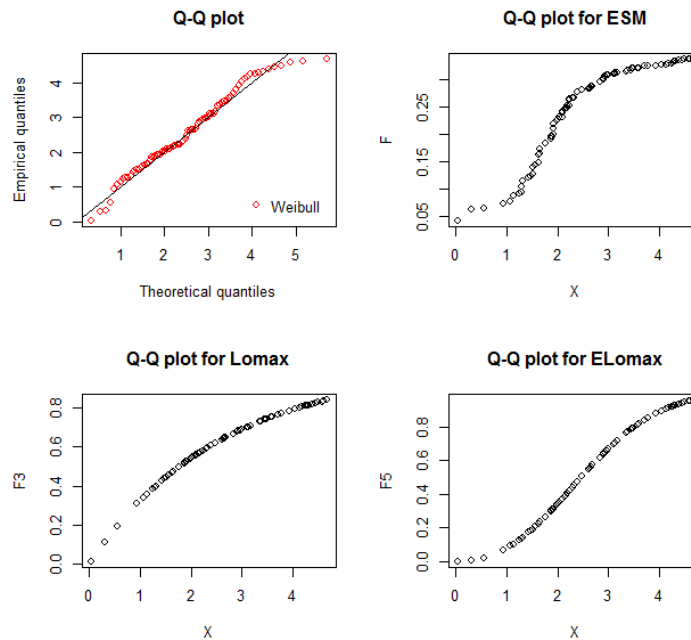 Q-Q plot
Empirical quantiles
4
3
2
1
0
Weibull
1 2 3 4 5
Theoretical quantiles
Q-Q plot for ESM
F
0.25
0.15
0.05
0 1 2 3 4
X
Q-Q plot for Lomax
F3
0.8
0.6
0.4
0.2
0.0
0 1 2 3 4
X
Q-Q plot for ELomax
F5
0.8
0.6
0.4
0.2
0.0
0 1 2 3 4
X